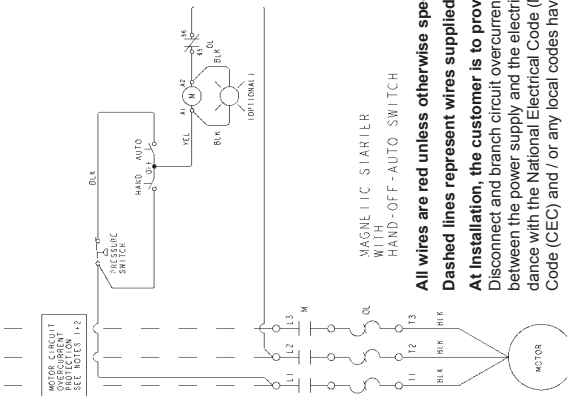 MOTOR CIRCUIT
OVERCURRENT
PROTECTION
SEE NOTES 1+2
PRESSURE
SWITCH
BLK
HAND
OFF
AUTO
YEL
BLK
A1
M
A2
BLK
95
96
OL
(OPTIONAL)
L1
L2
L3
M
OL
T1
T2
T3
BLK
BLK
BLK
MOTOR
MAGNETIC STARTER
WITH
HAND-OFF-AUTO SWITCH
All wires are red unless otherwise spe
Dashed lines represent wires supplied
At Installation, the customer is to prov
Disconnect and branch circuit overcurren
between the power supply and the electri
dance with the National Electrical Code (
Code (CEC) and / or any local codes hav